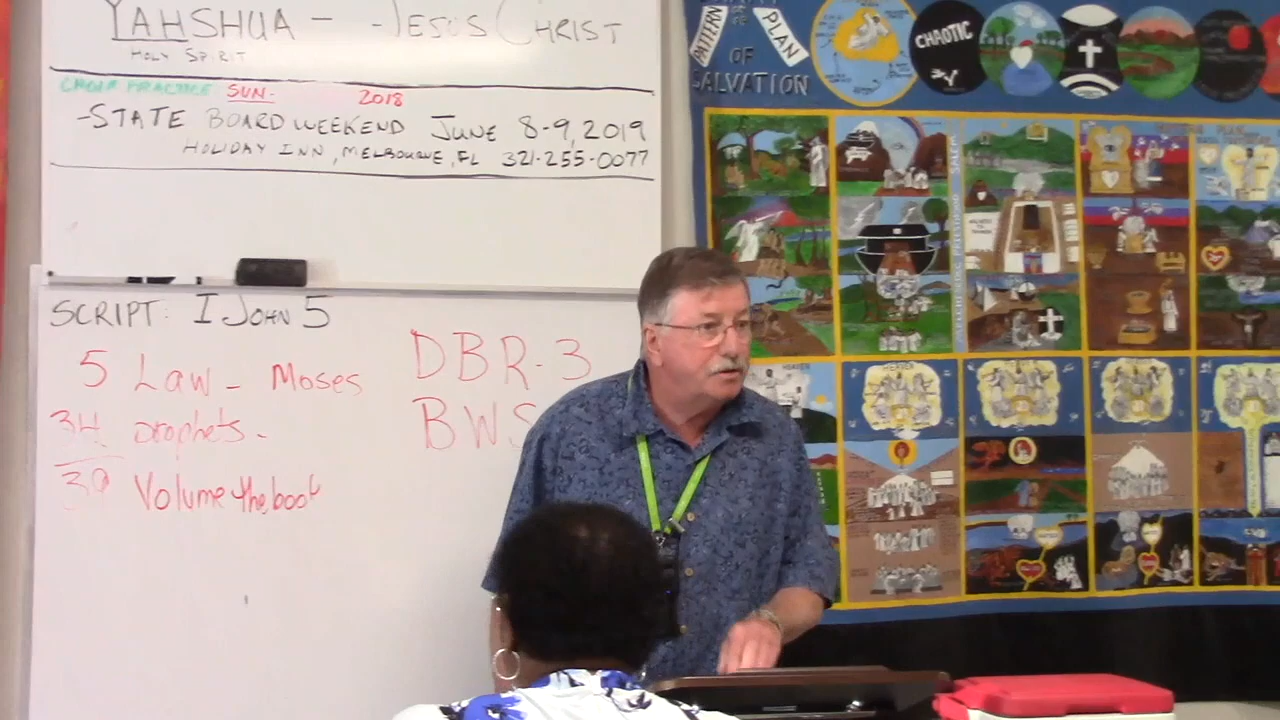 YAHSHUA - -JESUS CHRIST
HOLY SPIRIT
CHOIR PRACTICE SUN. 2018
-STATE BOARD WEEKEND JUNE 8-9, 2019
HOLIDAY INN, MELBOURNE, FL 321-255-0077
SCRIPT: I JOHN 5
5 Law - Moses
34 prophets-
39 Volume the book
DBR-3
BWS
PATTERN
PLAN
OF
SALVATION
CHAOTIC
HEAVEN